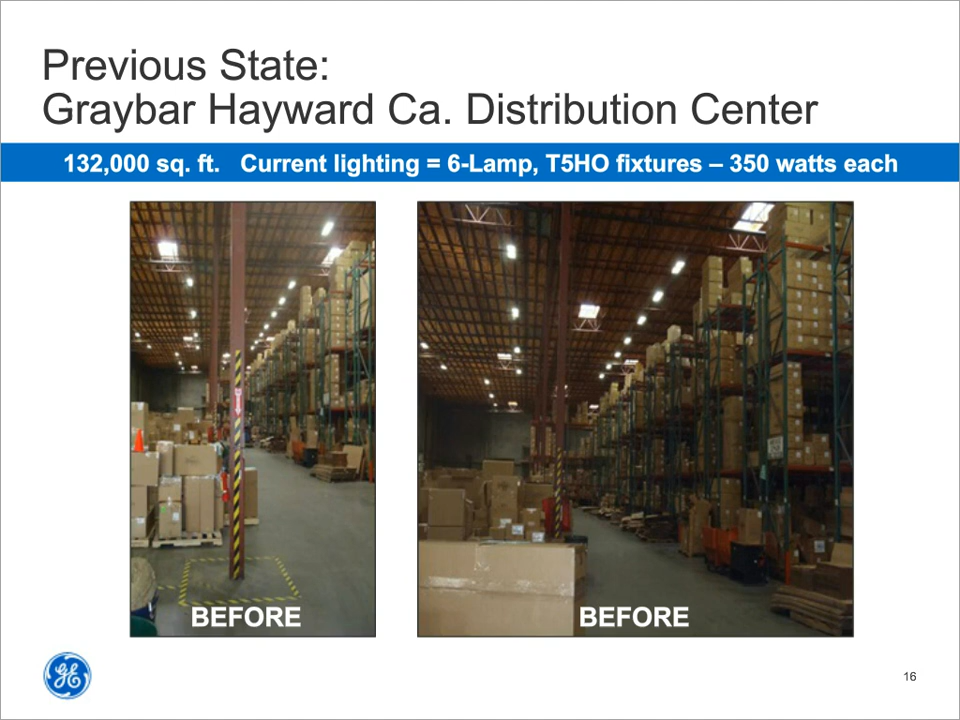 Previous State:
Graybar Hayward Ca. Distribution Center
132,000 sq. ft.   Current lighting = 6-Lamp, T5HO fixtures – 350 watts each
BEFORE
BEFORE
GE
16